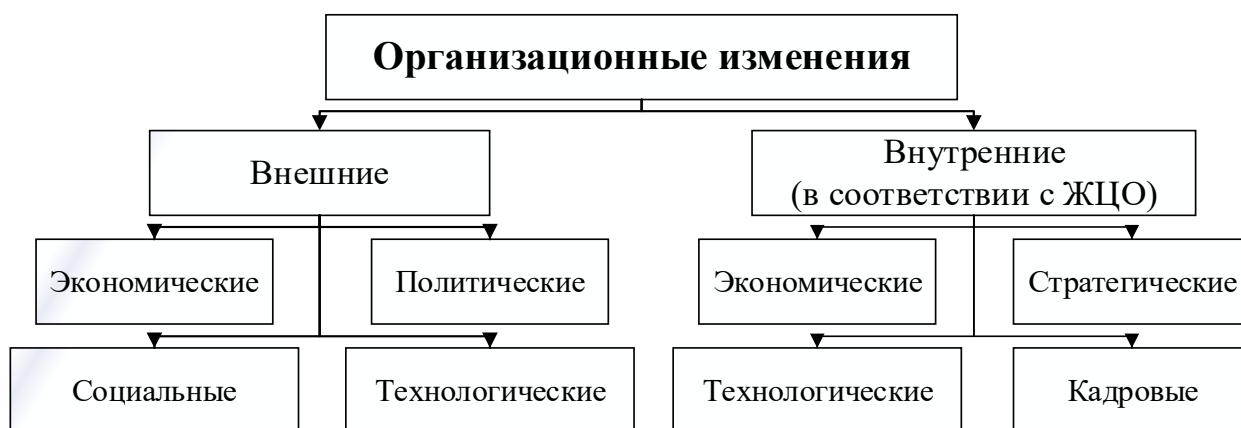 Организационные изменения
Внешние
Внутренние
(в соответствии с ЖЦО)
Экономические
Политические
Экономические
Стратегические
Социальные
Технологические
Технологические
Кадровые